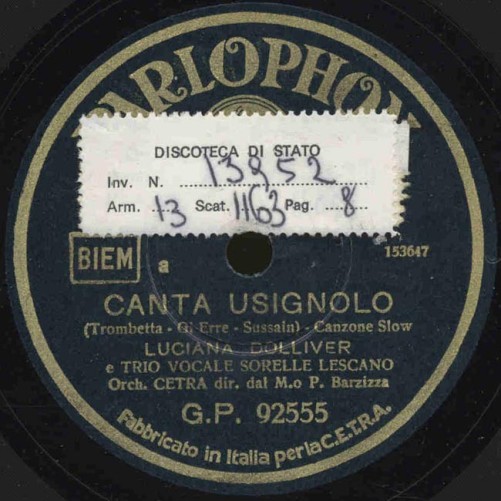 PARLOPHON
DISCOTECA DI STATO
Inv. N. 13952
Arm. 13 Scat. 1163 Pag. 8
BIEM a 153647
CANTA USIGNOLO
(Trombetta - Gi Erre - Sussain) - Canzone Slow
LUCIANA DOLLIVER
e TRIO VOCALE SORELLE LESCANO
Orch. CETRA dir. dal M.o P. Barzizza
G.P. 92555
Fabbricato in Italia per la C.E.T.R.A.